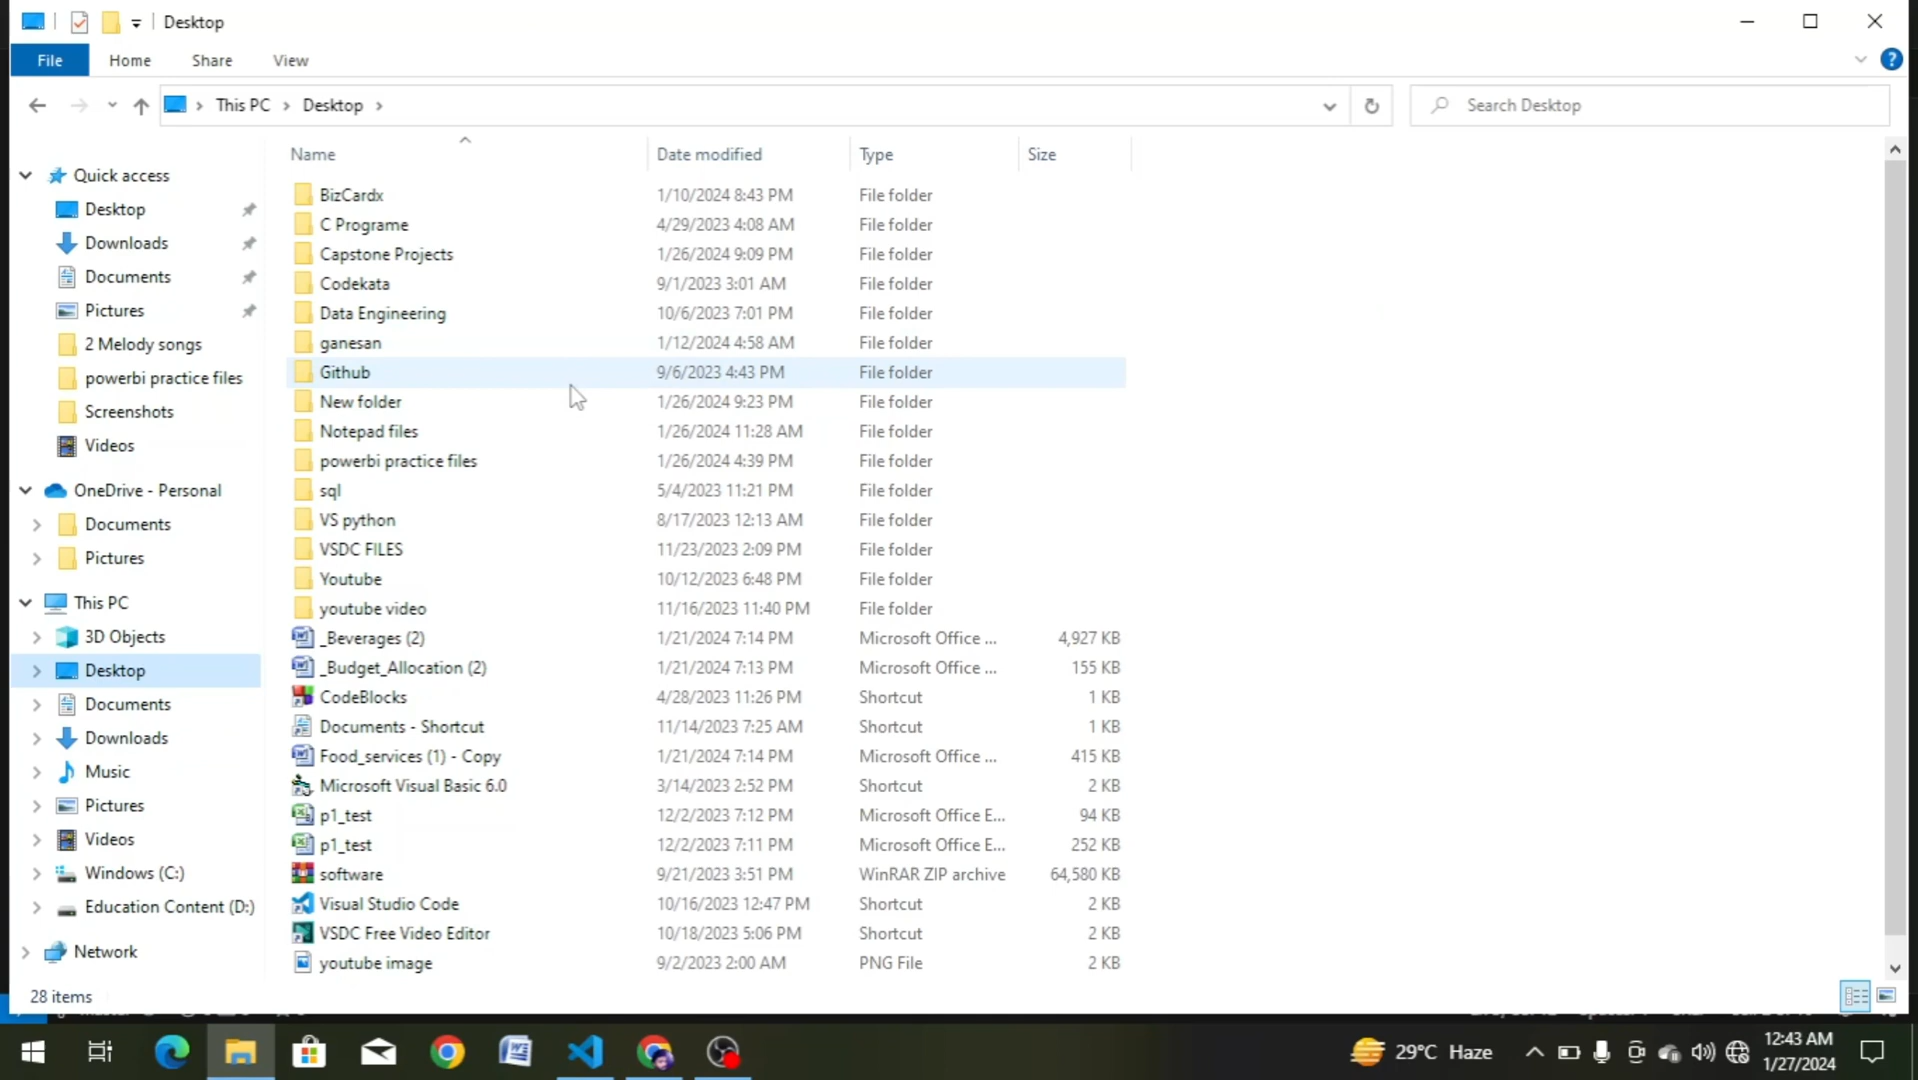 Desktop
File Home Share View
This PC Desktop Search Desktop
Name Date modified Type Size
Quick access
Desktop
Downloads
Documents
Pictures
2 Melody songs
powerbi practice files
Screenshots
Videos
OneDrive - Personal
Documents
Pictures
This PC
3D Objects
Desktop
Documents
Downloads
Music
Pictures
Videos
Windows (C:)
Education Content (D:)
Network
BizCardx 1/10/2024 8:43 PM File folder
C Programe 4/29/2023 4:08 AM File folder
Capstone Projects 1/26/2024 9:09 PM File folder
Codekata 9/1/2023 3:01 AM File folder
Data Engineering 10/6/2023 7:01 PM File folder
ganesan 1/12/2024 4:58 AM File folder
Github 9/6/2023 4:43 PM File folder
New folder 1/26/2024 9:23 PM File folder
Notepad files 1/26/2024 11:28 AM File folder
powerbi practice files 1/26/2024 4:39 PM File folder
sql 5/4/2023 11:21 PM File folder
VS python 8/17/2023 12:13 AM File folder
VSDC FILES 11/23/2023 2:09 PM File folder
Youtube 10/12/2023 6:48 PM File folder
youtube video 11/16/2023 11:40 PM File folder
_Beverages (2) 1/21/2024 7:14 PM Microsoft Office ... 4,927 KB
_Budget_Allocation (2) 1/21/2024 7:13 PM Microsoft Office ... 155 KB
CodeBlocks 4/28/2023 11:26 PM Shortcut 1 KB
Documents - Shortcut 11/14/2023 7:25 AM Shortcut 1 KB
Food_services (1) - Copy 1/21/2024 7:14 PM Microsoft Office ... 415 KB
Microsoft Visual Basic 6.0 3/14/2023 2:52 PM Shortcut 2 KB
p1_test 12/2/2023 7:12 PM Microsoft Office E... 94 KB
p1_test 12/2/2023 7:11 PM Microsoft Office E... 252 KB
software 9/21/2023 3:51 PM WinRAR ZIP archive 64,580 KB
Visual Studio Code 10/16/2023 12:47 PM Shortcut 2 KB
VSDC Free Video Editor 10/18/2023 5:06 PM Shortcut 2 KB
youtube image 9/2/2023 2:00 AM PNG File 2 KB
28 items
29°C Haze 12:43 AM
1/27/2024